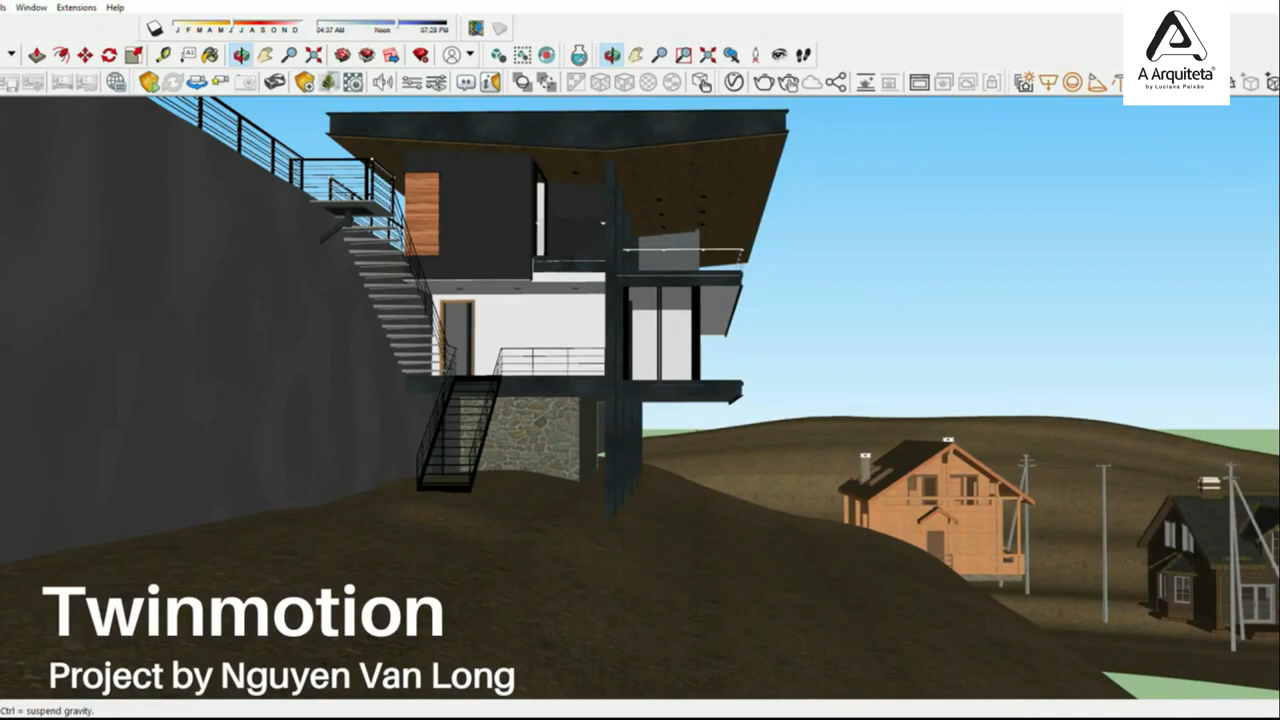 ls Window Extensions Help
J F M A M J J A S O N D 04:37 AM Noon 07:28 PM
A Arquiteta®
by Luciana Paixão
Twinmotion
Project by Nguyen Van Long
Ctrl = suspend gravity.